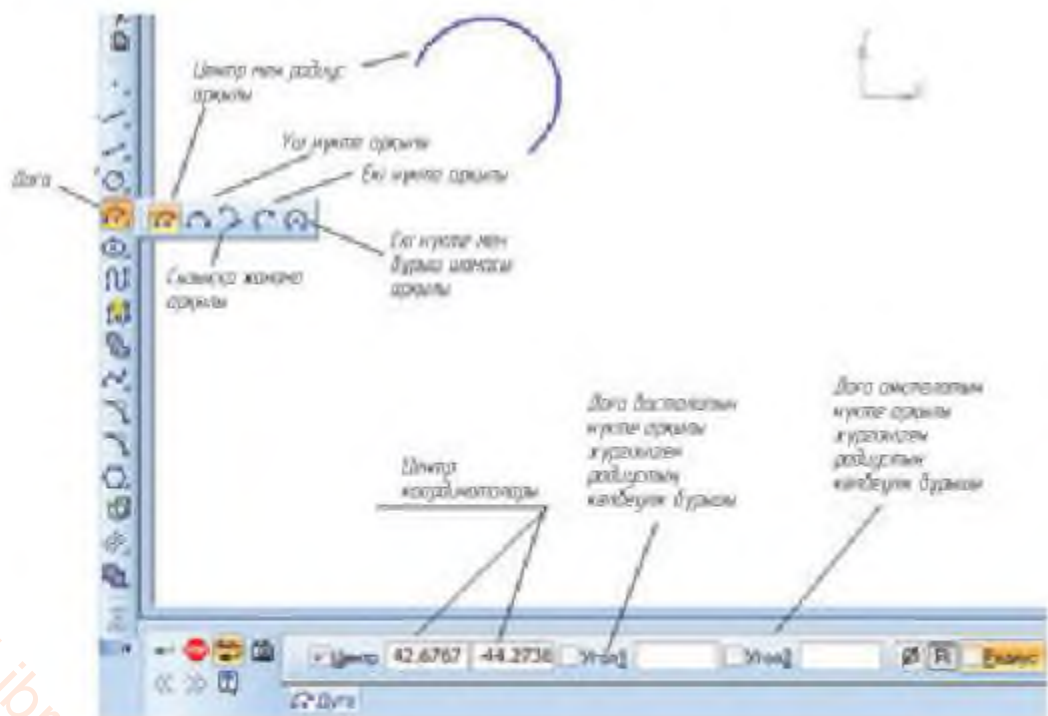 Центр мен радиус
арқылы
Үш нүкте арқылы
Екі нүкте арқылы
Доға
Екі нүкте мен
бұрыш шамасы
арқылы
Сызыққа жанама
арқылы
Доға басталатын
нүкте арқылы
жүргізілген
радиустың
көлбеулік бұрышы
Доға аяқталатын
нүкте арқылы
жүргізілген
радиустың
көлбеулік бұрышы
Центр
координаталары
Центр 42.6767 -44.2736 Угол1 Угол2 Ø R Радиус
Дуга